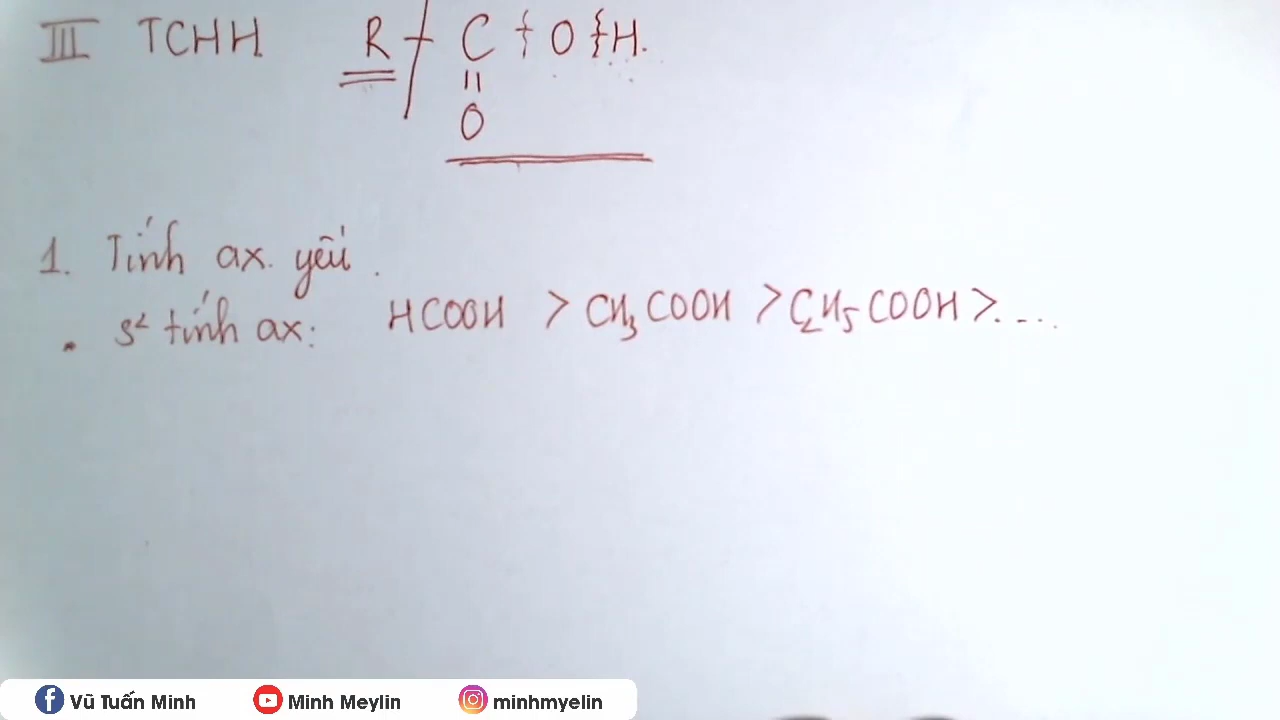 III TCHH R - C - O - H.
O
1. Tính ax. yếu.
• s² tính ax: HCOOH > CH₃COOH > C₂H₅COOH > ....
Vũ Tuấn Minh Minh Meylin minhmyelin